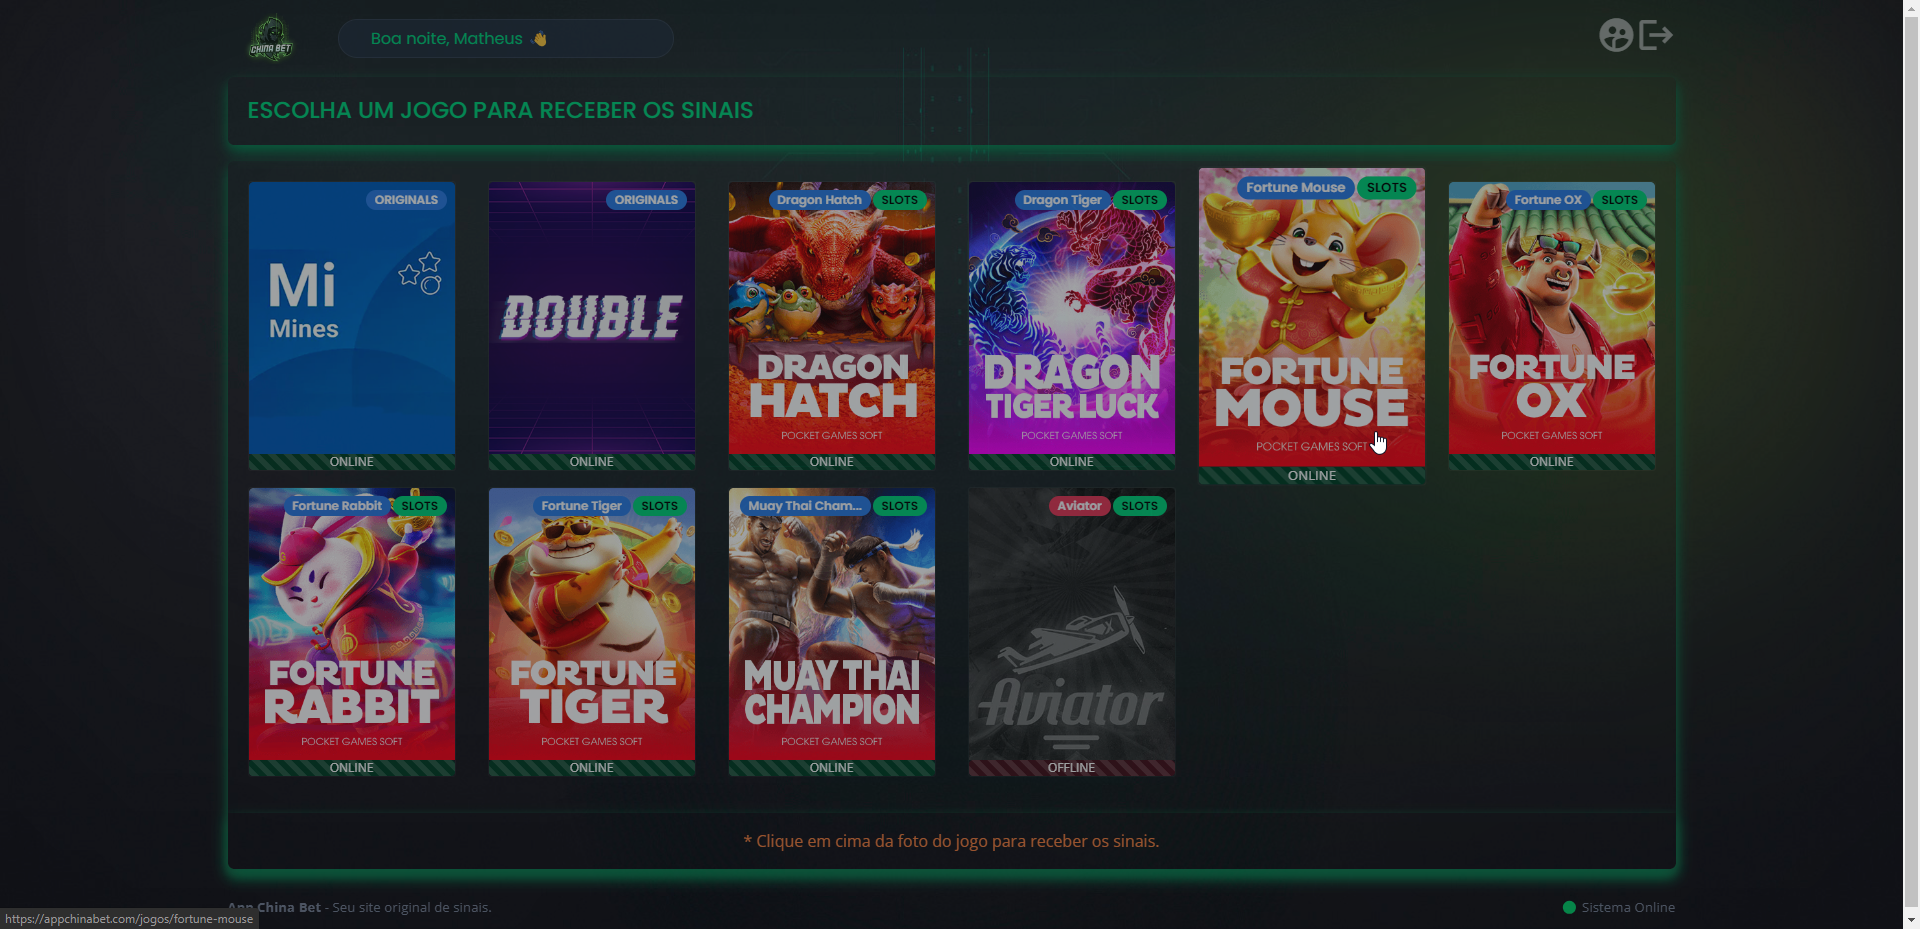 CHINA BET
Boa noite, Matheus 👋
ESCOLHA UM JOGO PARA RECEBER OS SINAIS
ORIGINALS
Mi
Mines
ONLINE
ORIGINALS
DOUBLE
ONLINE
Dragon Hatch SLOTS
DRAGON
HATCH
POCKET GAMES SOFT
ONLINE
Dragon Tiger SLOTS
DRAGON
TIGER LUCK
POCKET GAMES SOFT
ONLINE
Fortune Mouse SLOTS
FORTUNE
MOUSE
POCKET GAMES SOFT
ONLINE
Fortune OX SLOTS
FORTUNE
OX
POCKET GAMES SOFT
ONLINE
Fortune Rabbit SLOTS
FORTUNE
RABBIT
POCKET GAMES SOFT
ONLINE
Fortune Tiger SLOTS
FORTUNE
TIGER
POCKET GAMES SOFT
ONLINE
Muay Thai Cham... SLOTS
MUAY THAI
CHAMPION
POCKET GAMES SOFT
ONLINE
Aviator SLOTS
Aviator
OFFLINE
* Clique em cima da foto do jogo para receber os sinais.
App China Bet - Seu site original de sinais.
Sistema Online
https://appchinabet.com/jogos/fortune-mouse